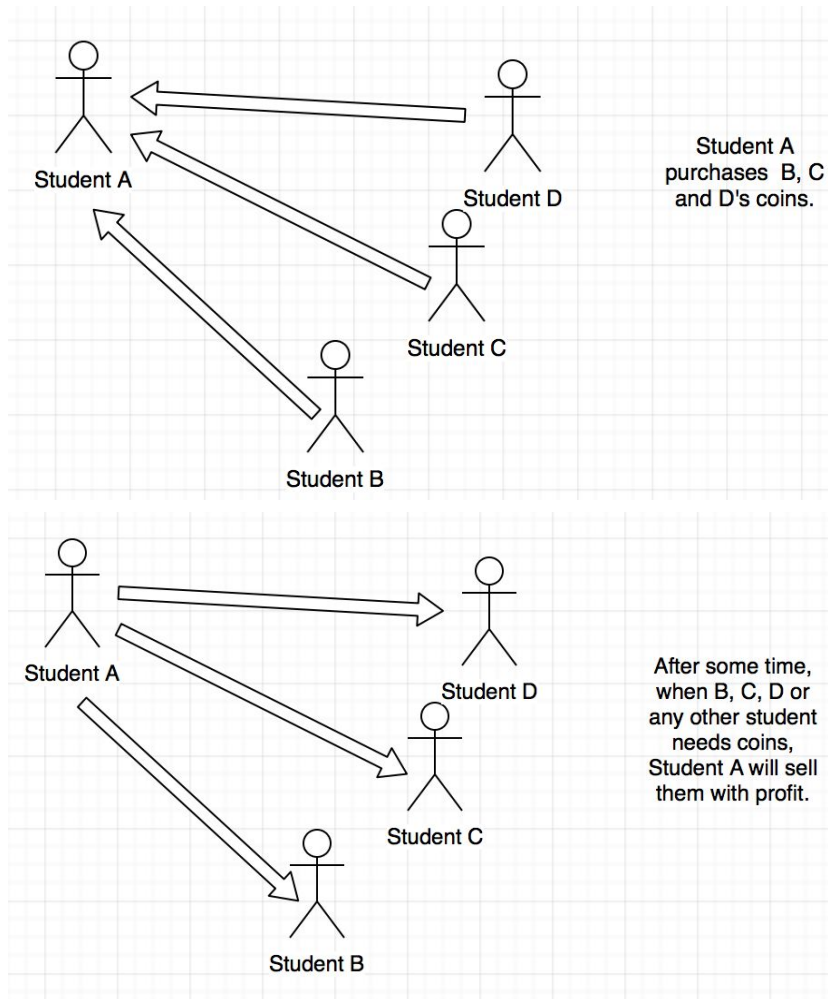 Student A
Student D
Student A
purchases B, C
and D's coins.
Student C
Student B
Student A
Student D
After some time,
when B, C, D or
any other student
needs coins,
Student A will sell
them with profit.
Student C
Student B